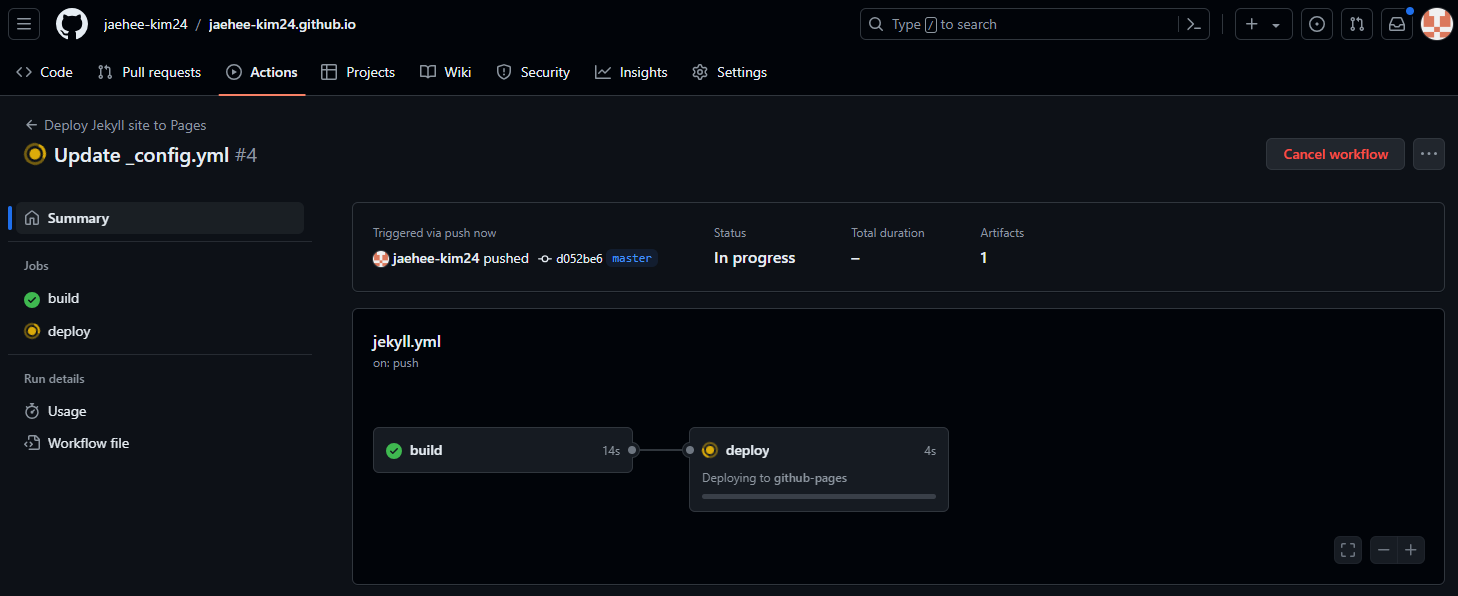 jaehee-kim24 / jaehee-kim24.github.io
Type / to search
Code Pull requests Actions Projects Wiki Security Insights Settings
Deploy Jekyll site to Pages
Update _config.yml #4
Cancel workflow
Summary
Jobs
build
deploy
Run details
Usage
Workflow file
Triggered via push now
jaehee-kim24 pushed d052be6 master
Status
In progress
Total duration
–
Artifacts
1
jekyll.yml
on: push
build 14s
deploy 4s
Deploying to github-pages